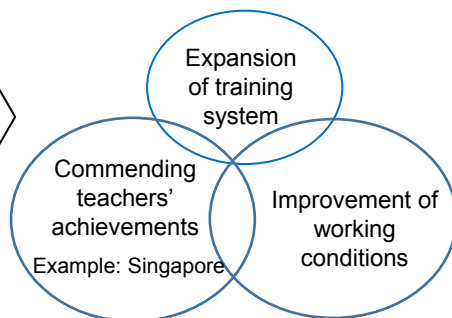 Expansion
of training
system
Commending
teachers’
achievements
Example: Singapore
Improvement of
working
conditions